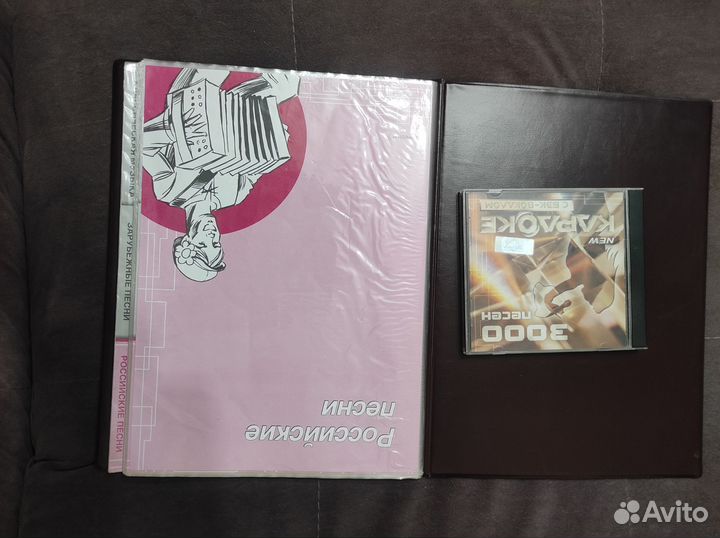 Российские
песни
РОССИЙСКИЕ ПЕСНИ
ЗАРУБЕЖНЫЕ ПЕСНИ
NEW
КАРАОКЕ
С БЭК-ВОКАЛОМ
3000
ПЕСЕН
Avito